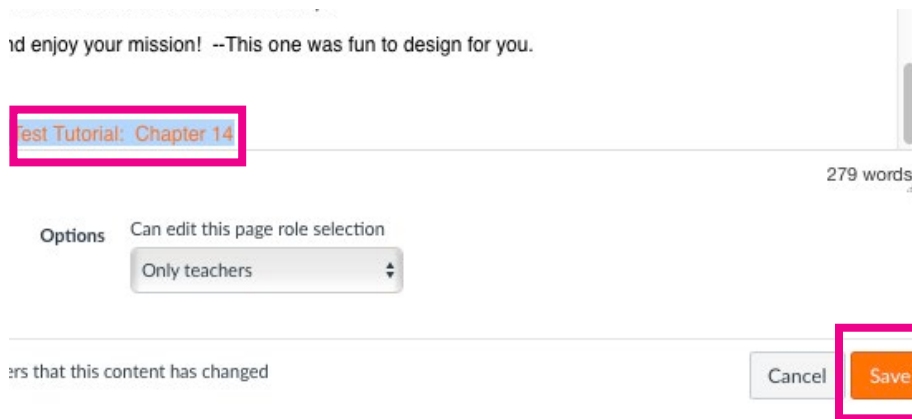 nd enjoy your mission! --This one was fun to design for you.
Test Tutorial: Chapter 14
279 words
Options
Can edit this page role selection
Only teachers
ers that this content has changed
Cancel
Save